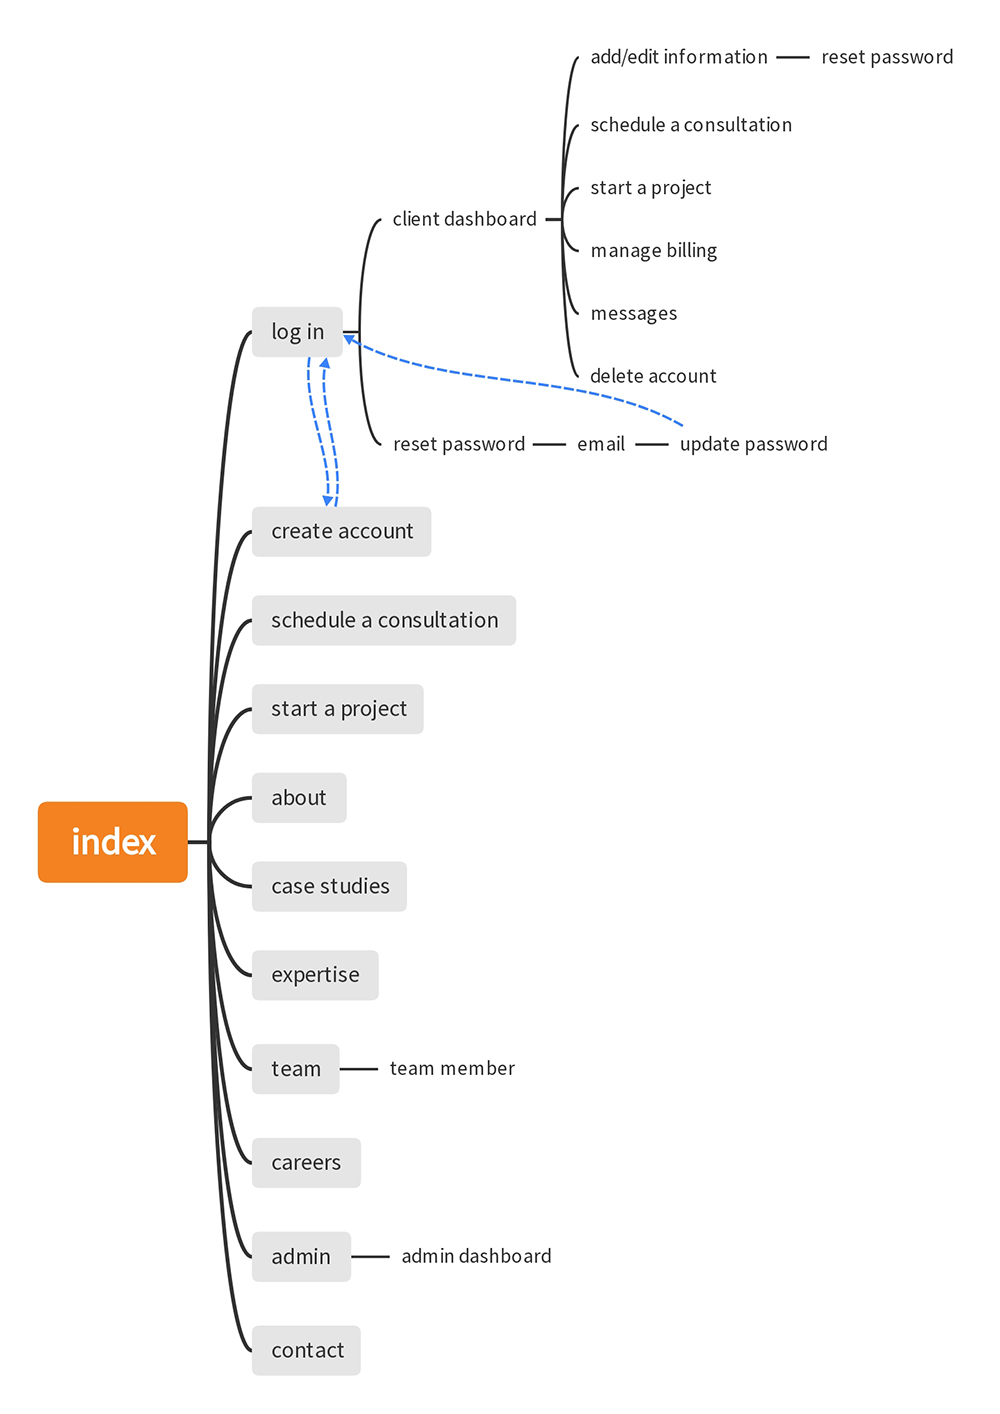 add/edit information
reset password
schedule a consultation
start a project
client dashboard
manage billing
messages
log in
delete account
reset password
email
update password
create account
schedule a consultation
start a project
about
index
case studies
expertise
team
team member
careers
admin
admin dashboard
contact